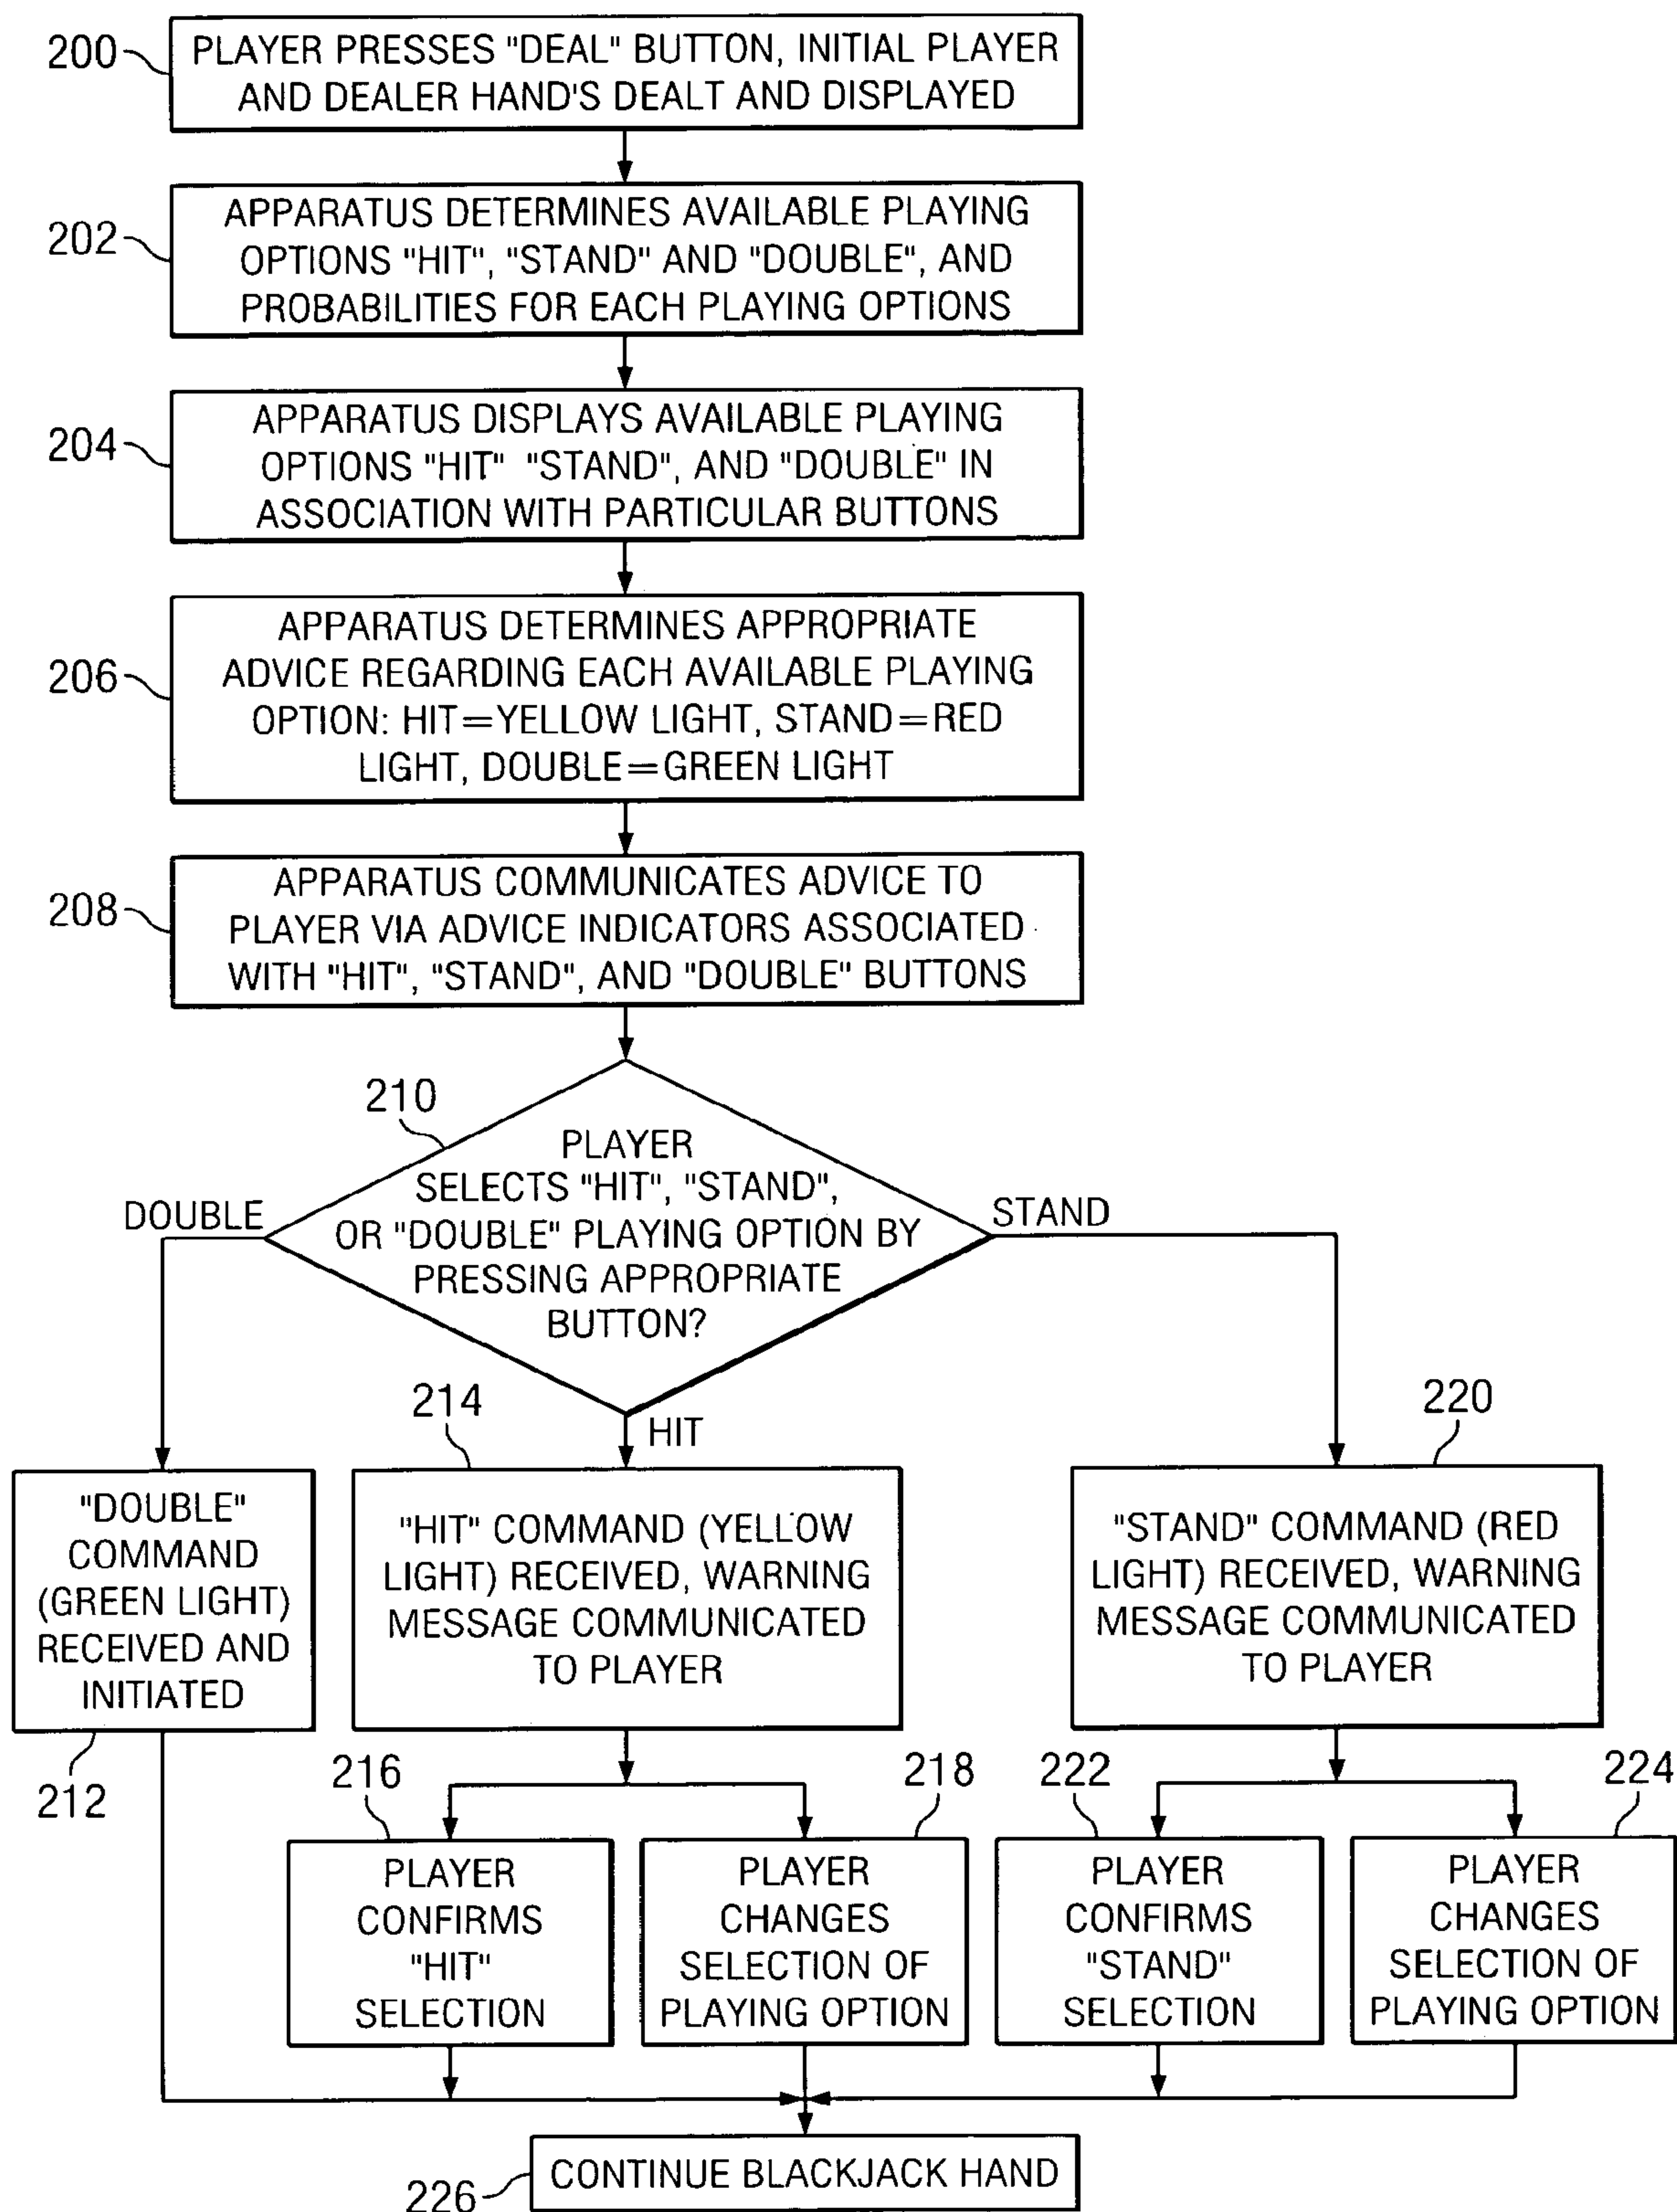 200
PLAYER PRESSES "DEAL" BUTTON, INITIAL PLAYER
AND DEALER HAND'S DEALT AND DISPLAYED
202
APPARATUS DETERMINES AVAILABLE PLAYING
OPTIONS "HIT", "STAND" AND "DOUBLE", AND
PROBABILITIES FOR EACH PLAYING OPTIONS
204
APPARATUS DISPLAYS AVAILABLE PLAYING
OPTIONS "HIT" "STAND", AND "DOUBLE" IN
ASSOCIATION WITH PARTICULAR BUTTONS
206
APPARATUS DETERMINES APPROPRIATE
ADVICE REGARDING EACH AVAILABLE PLAYING
OPTION: HIT=YELLOW LIGHT, STAND=RED
LIGHT, DOUBLE=GREEN LIGHT
208
APPARATUS COMMUNICATES ADVICE TO
PLAYER VIA ADVICE INDICATORS ASSOCIATED
WITH "HIT", "STAND", AND "DOUBLE" BUTTONS
210
PLAYER
SELECTS "HIT", "STAND",
OR "DOUBLE" PLAYING OPTION BY
PRESSING APPROPRIATE
BUTTON?
DOUBLE
STAND
HIT
"DOUBLE"
COMMAND
(GREEN LIGHT)
RECEIVED AND
INITIATED
212
214
"HIT" COMMAND (YELLOW
LIGHT) RECEIVED, WARNING
MESSAGE COMMUNICATED
TO PLAYER
220
"STAND" COMMAND (RED
LIGHT) RECEIVED, WARNING
MESSAGE COMMUNICATED
TO PLAYER
216
PLAYER
CONFIRMS
"HIT"
SELECTION
218
PLAYER
CHANGES
SELECTION OF
PLAYING OPTION
222
PLAYER
CONFIRMS
"STAND"
SELECTION
224
PLAYER
CHANGES
SELECTION OF
PLAYING OPTION
CONTINUE BLACKJACK HAND
226